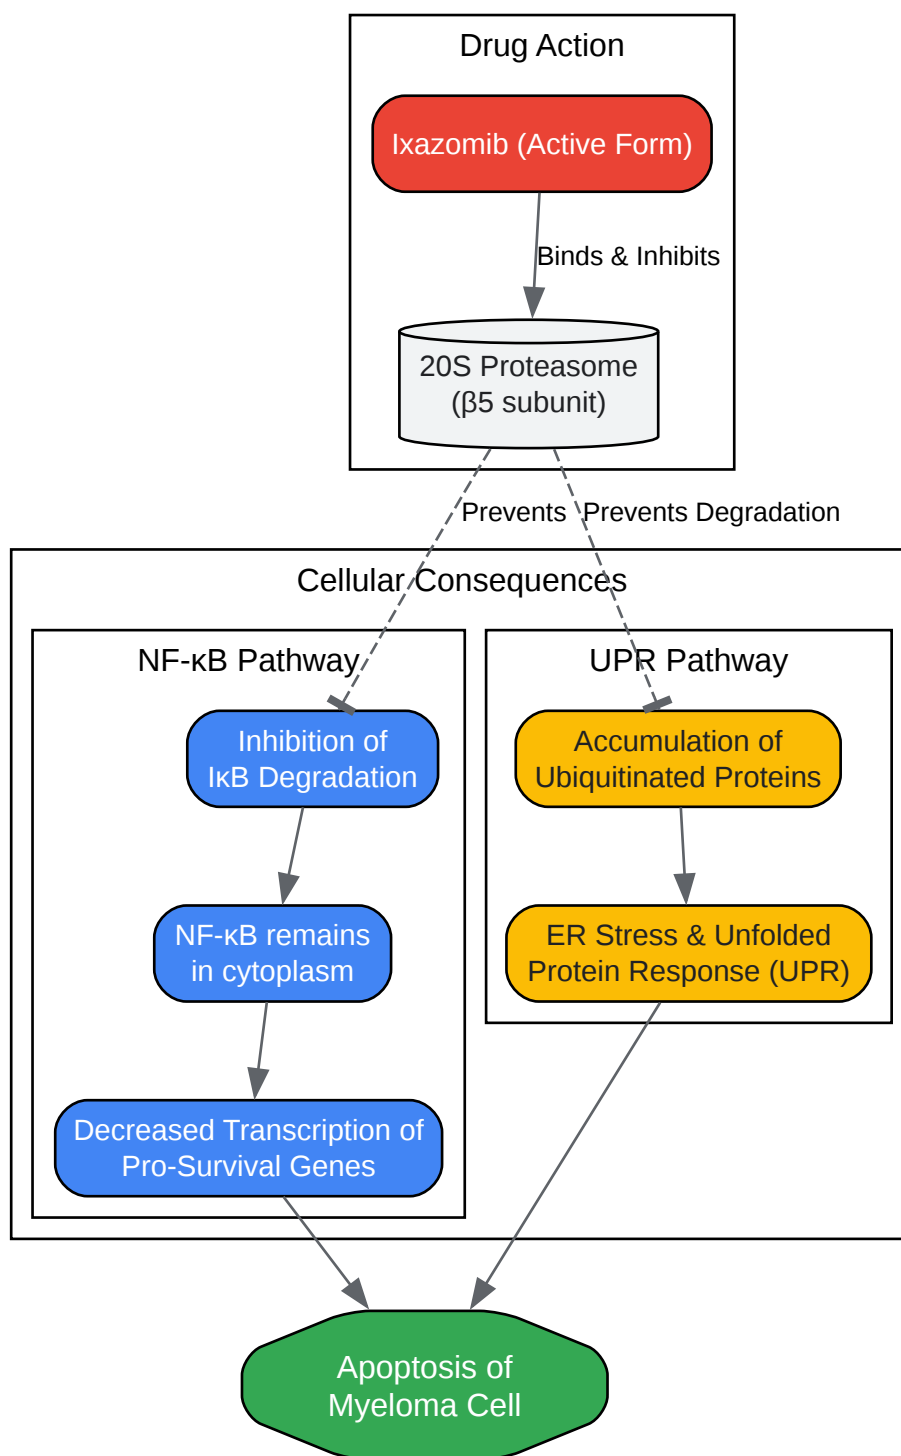 Drug Action
Ixazomib (Active Form)
Binds & Inhibits
20S Proteasome
(β5 subunit)
Prevents
Prevents Degradation
Cellular Consequences
NF-κB Pathway
UPR Pathway
Inhibition of
IκB Degradation
Accumulation of
Ubiquitinated Proteins
NF-κB remains
in cytoplasm
ER Stress & Unfolded
Protein Response (UPR)
Decreased Transcription of
Pro-Survival Genes
Apoptosis of
Myeloma Cell